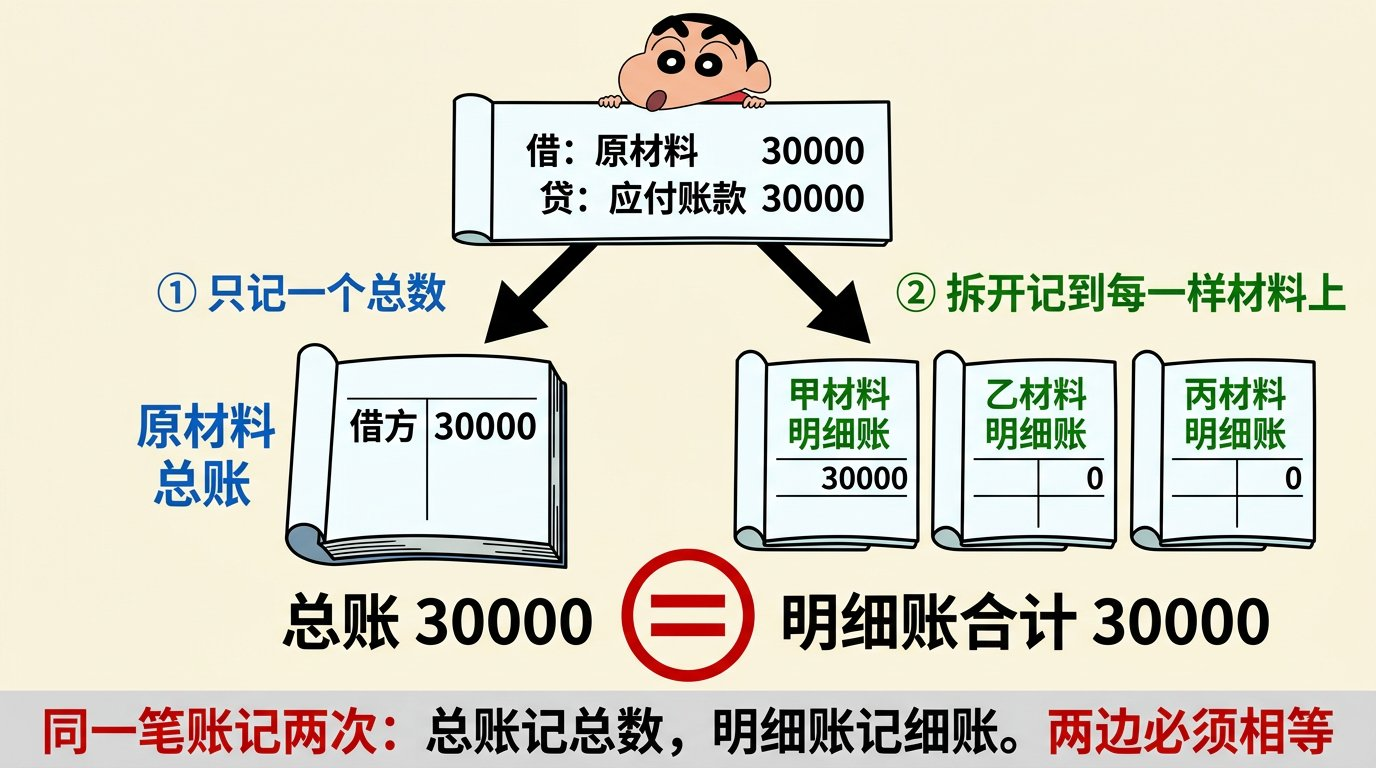 借：原材料 30000
贷：应付账款 30000
① 只记一个总数
② 拆开记到每一样材料上
原材料
总账
借方 30000
甲材料
明细账
30000
乙材料
明细账
0
丙材料
明细账
0
总账 30000 = 明细账合计 30000
同一笔账记两次：总账记总数，明细账记细账。两边必须相等